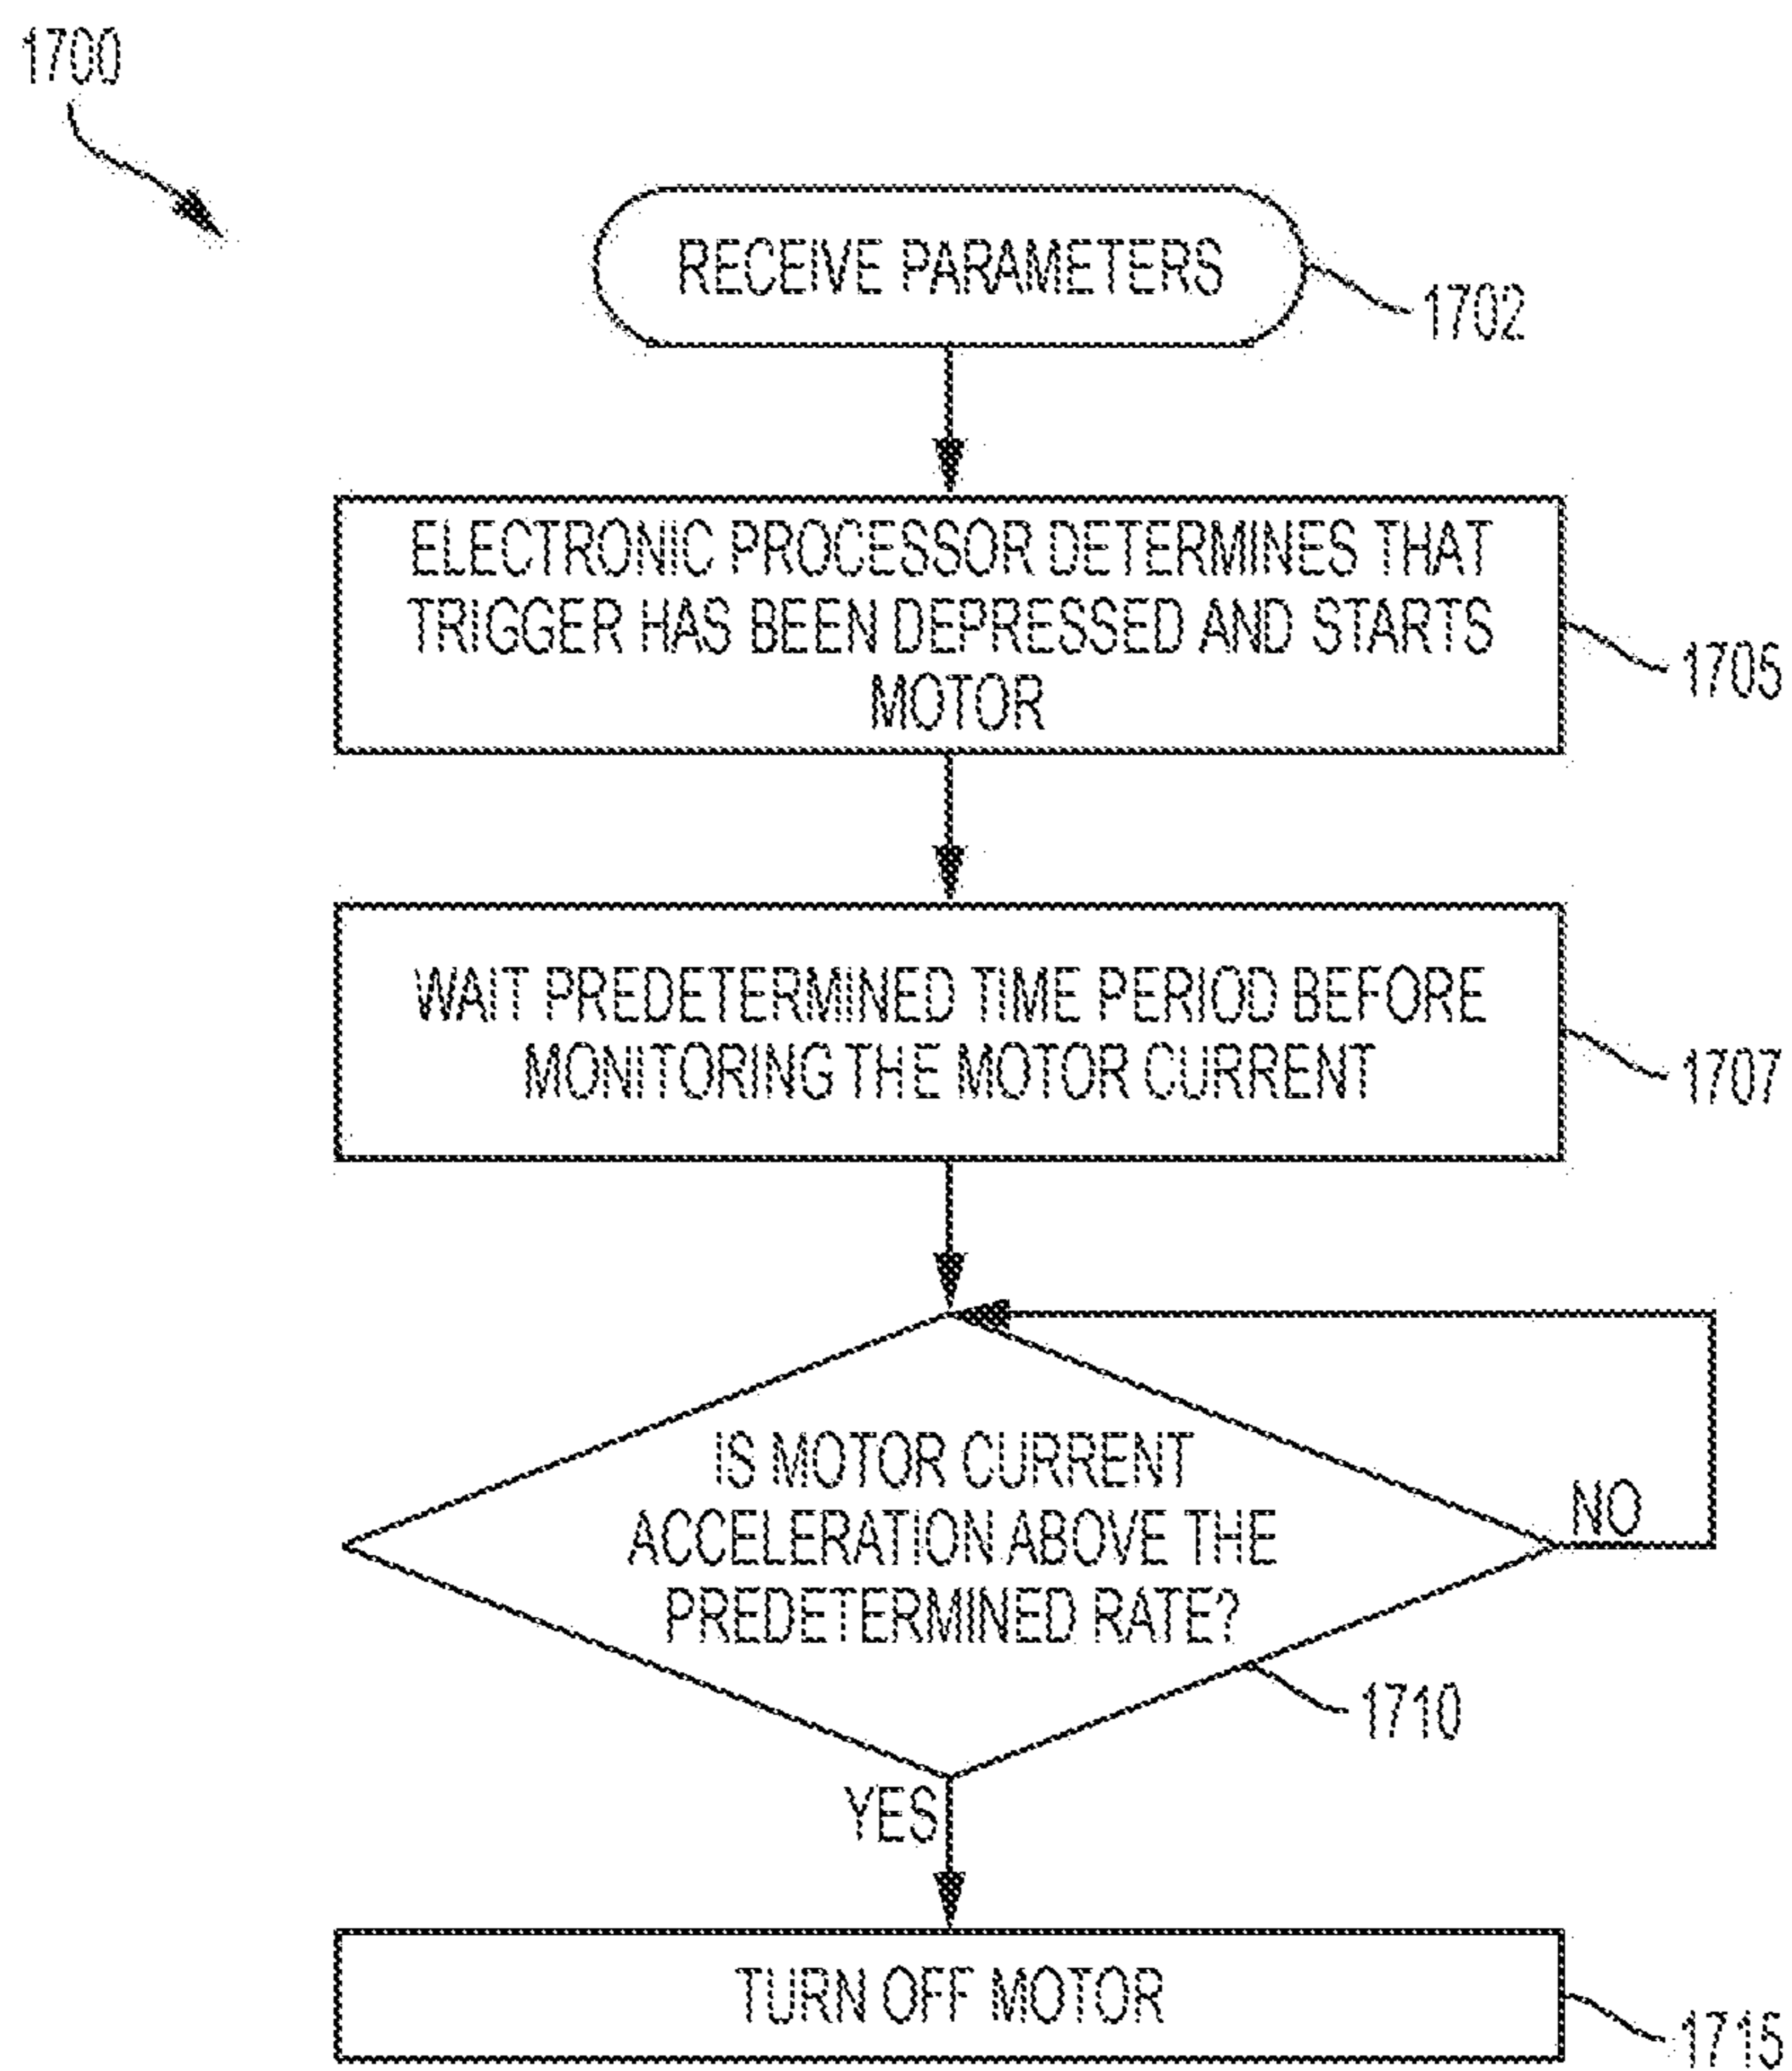 1700
RECEIVE PARAMETERS
1702
ELECTRONIC PROCESSOR DETERMINES THAT
TRIGGER HAS BEEN DEPRESSED AND STARTS
MOTOR
1705
WAIT PREDETERMINED TIME PERIOD BEFORE
MONITORING THE MOTOR CURRENT
1707
IS MOTOR CURRENT
ACCELERATION ABOVE THE
PREDETERMINED RATE?
NO
1710
YES
TURN OFF MOTOR
1715